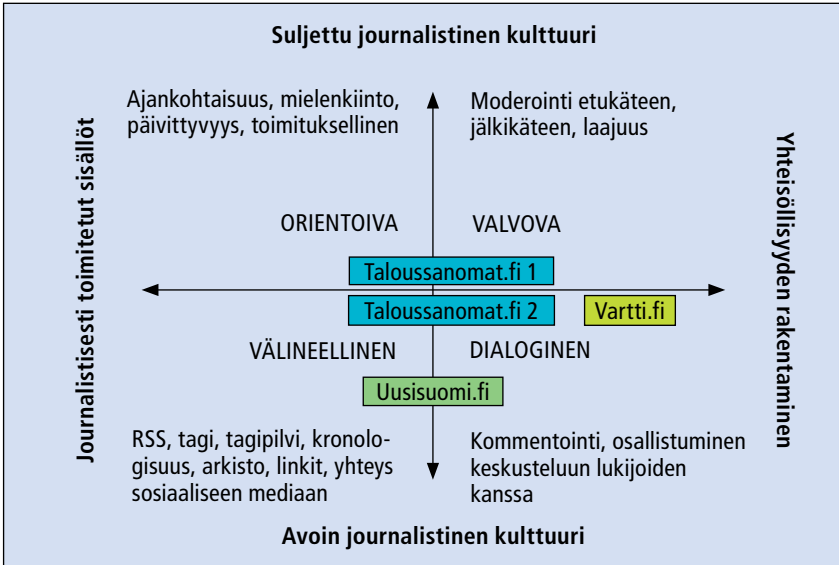 Suljettu journalistinen kulttuuri
Ajankohtaisuus, mielenkiinto,
päivittyvyys, toimituksellinen
Moderointi etukäteen,
jälkikäteen, laajuus
Journalistisesti toimitetut sisällöt
Yhteisöllisyyden rakentaminen
ORIENTOIVA
VALVOVA
Taloussanomat.fi 1
Taloussanomat.fi 2
Vartti.fi
VÄLINEELLINEN
DIALOGINEN
Uusisuomi.fi
RSS, tagi, tagipilvi, kronolo-
gisuus, arkisto, linkit, yhteys
sosiaaliseen mediaan
Kommentointi, osallistuminen
keskusteluun lukijoiden
kanssa
Avoin journalistinen kulttuuri